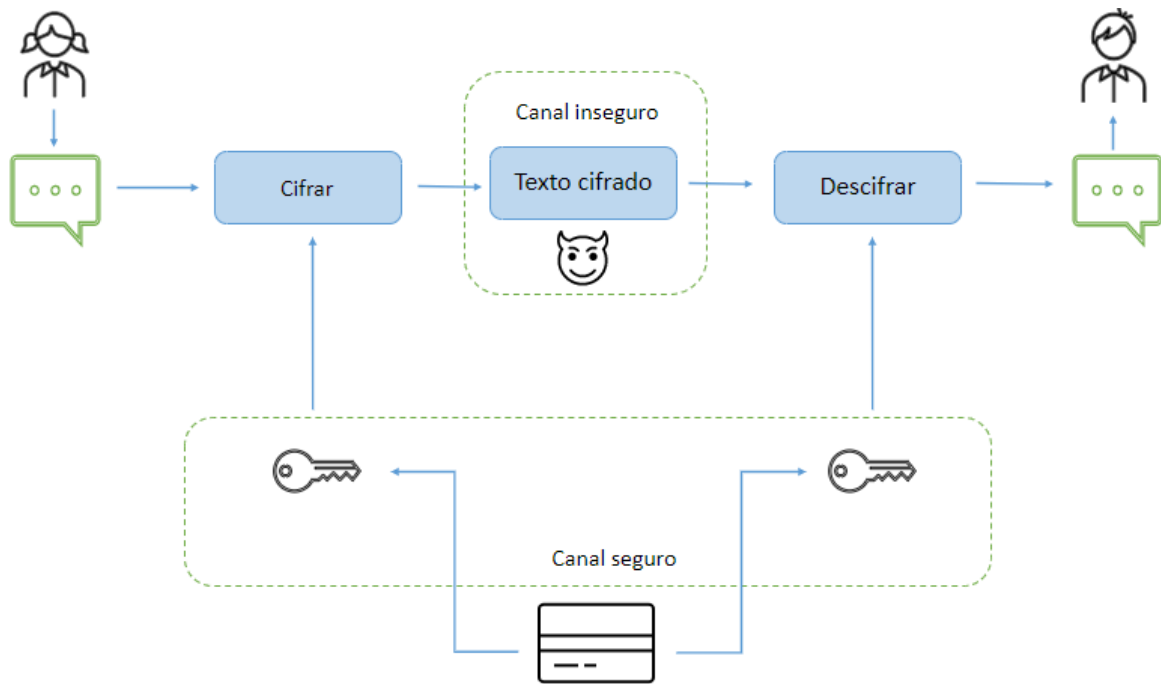 Canal inseguro
Cifrar
Texto cifrado
Descifrar
Canal seguro